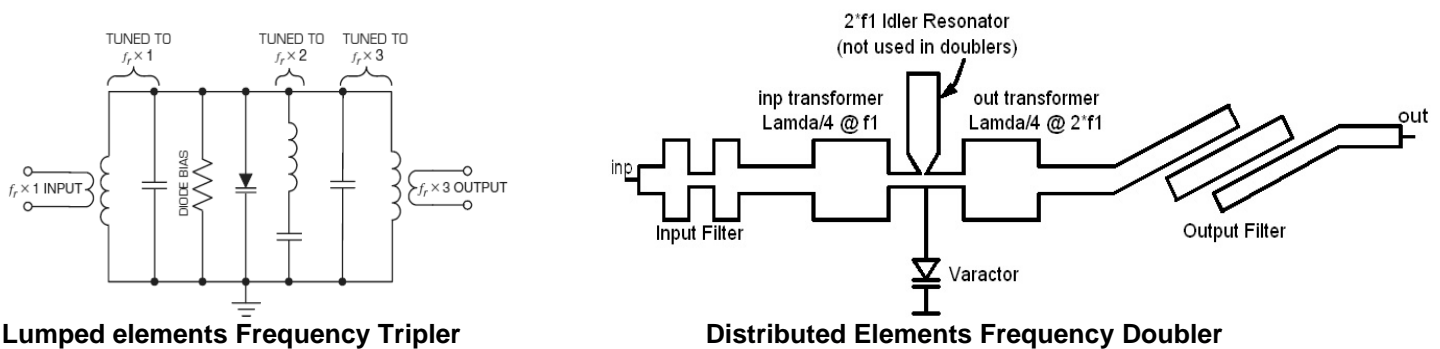 TUNED TO
fr × 1
TUNED TO
fr × 2
TUNED TO
fr × 3
fr × 1 INPUT
DIODE BIAS
fr × 3 OUTPUT
Lumped elements Frequency Tripler
2*f1 Idler Resonator
(not used in doublers)
inp transformer
Lamda/4 @ f1
out transformer
Lamda/4 @ 2*f1
inp
out
Input Filter
Output Filter
Varactor
Distributed Elements Frequency Doubler